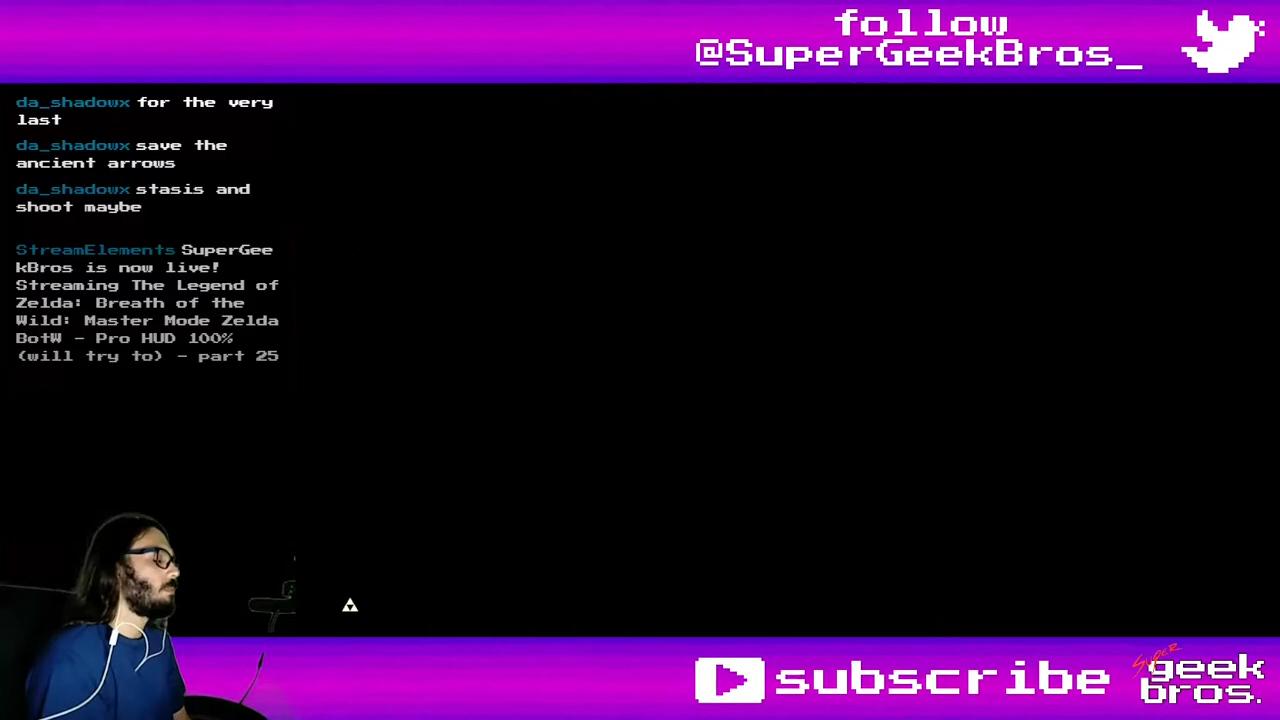 follow
@SuperGeekBros_
da_shadowx for the very
last
da_shadowx save the
ancient arrows
da_shadowx stasis and
shoot maybe
StreamElements SuperGee
kBros is now live!
Streaming The Legend of
Zelda: Breath of the
Wild: Master Mode Zelda
BotW - Pro HUD 100%
(will try to) - part 25
subscribe
SUPER
geek
bros.